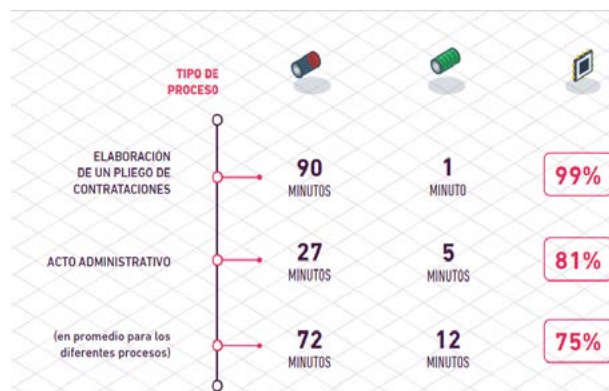 TIPO DE
PROCESO
ELABORACIÓN
DE UN PLIEGO DE
CONTRATACIONES
90
MINUTOS
1
MINUTO
99%
ACTO ADMINISTRATIVO
27
MINUTOS
5
MINUTOS
81%
(en promedio para los
diferentes procesos)
72
MINUTOS
12
MINUTOS
75%